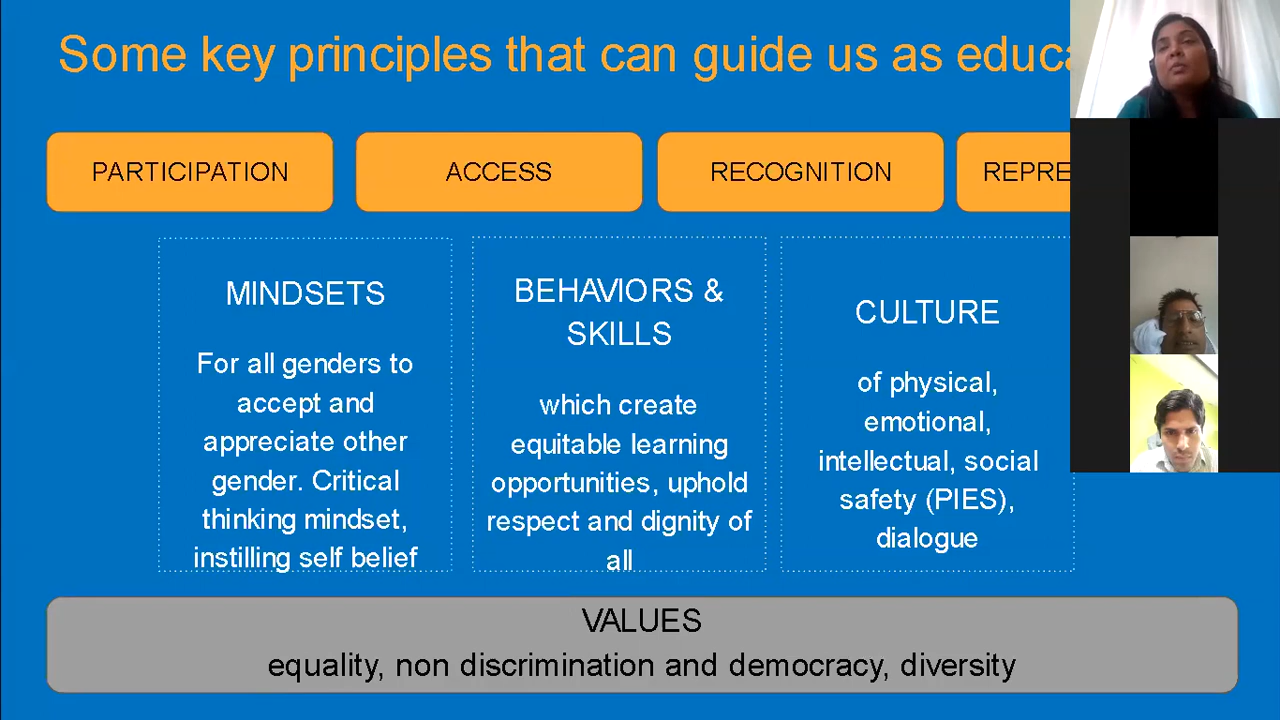 Some key principles that can guide us as educa
PARTICIPATION
ACCESS
RECOGNITION
REPRE
MINDSETS
For all genders to
accept and
appreciate other
gender. Critical
thinking mindset,
instilling self belief
BEHAVIORS &
SKILLS
which create
equitable learning
opportunities, uphold
respect and dignity of
all
CULTURE
of physical,
emotional,
intellectual, social
safety (PIES),
dialogue
VALUES
equality, non discrimination and democracy, diversity